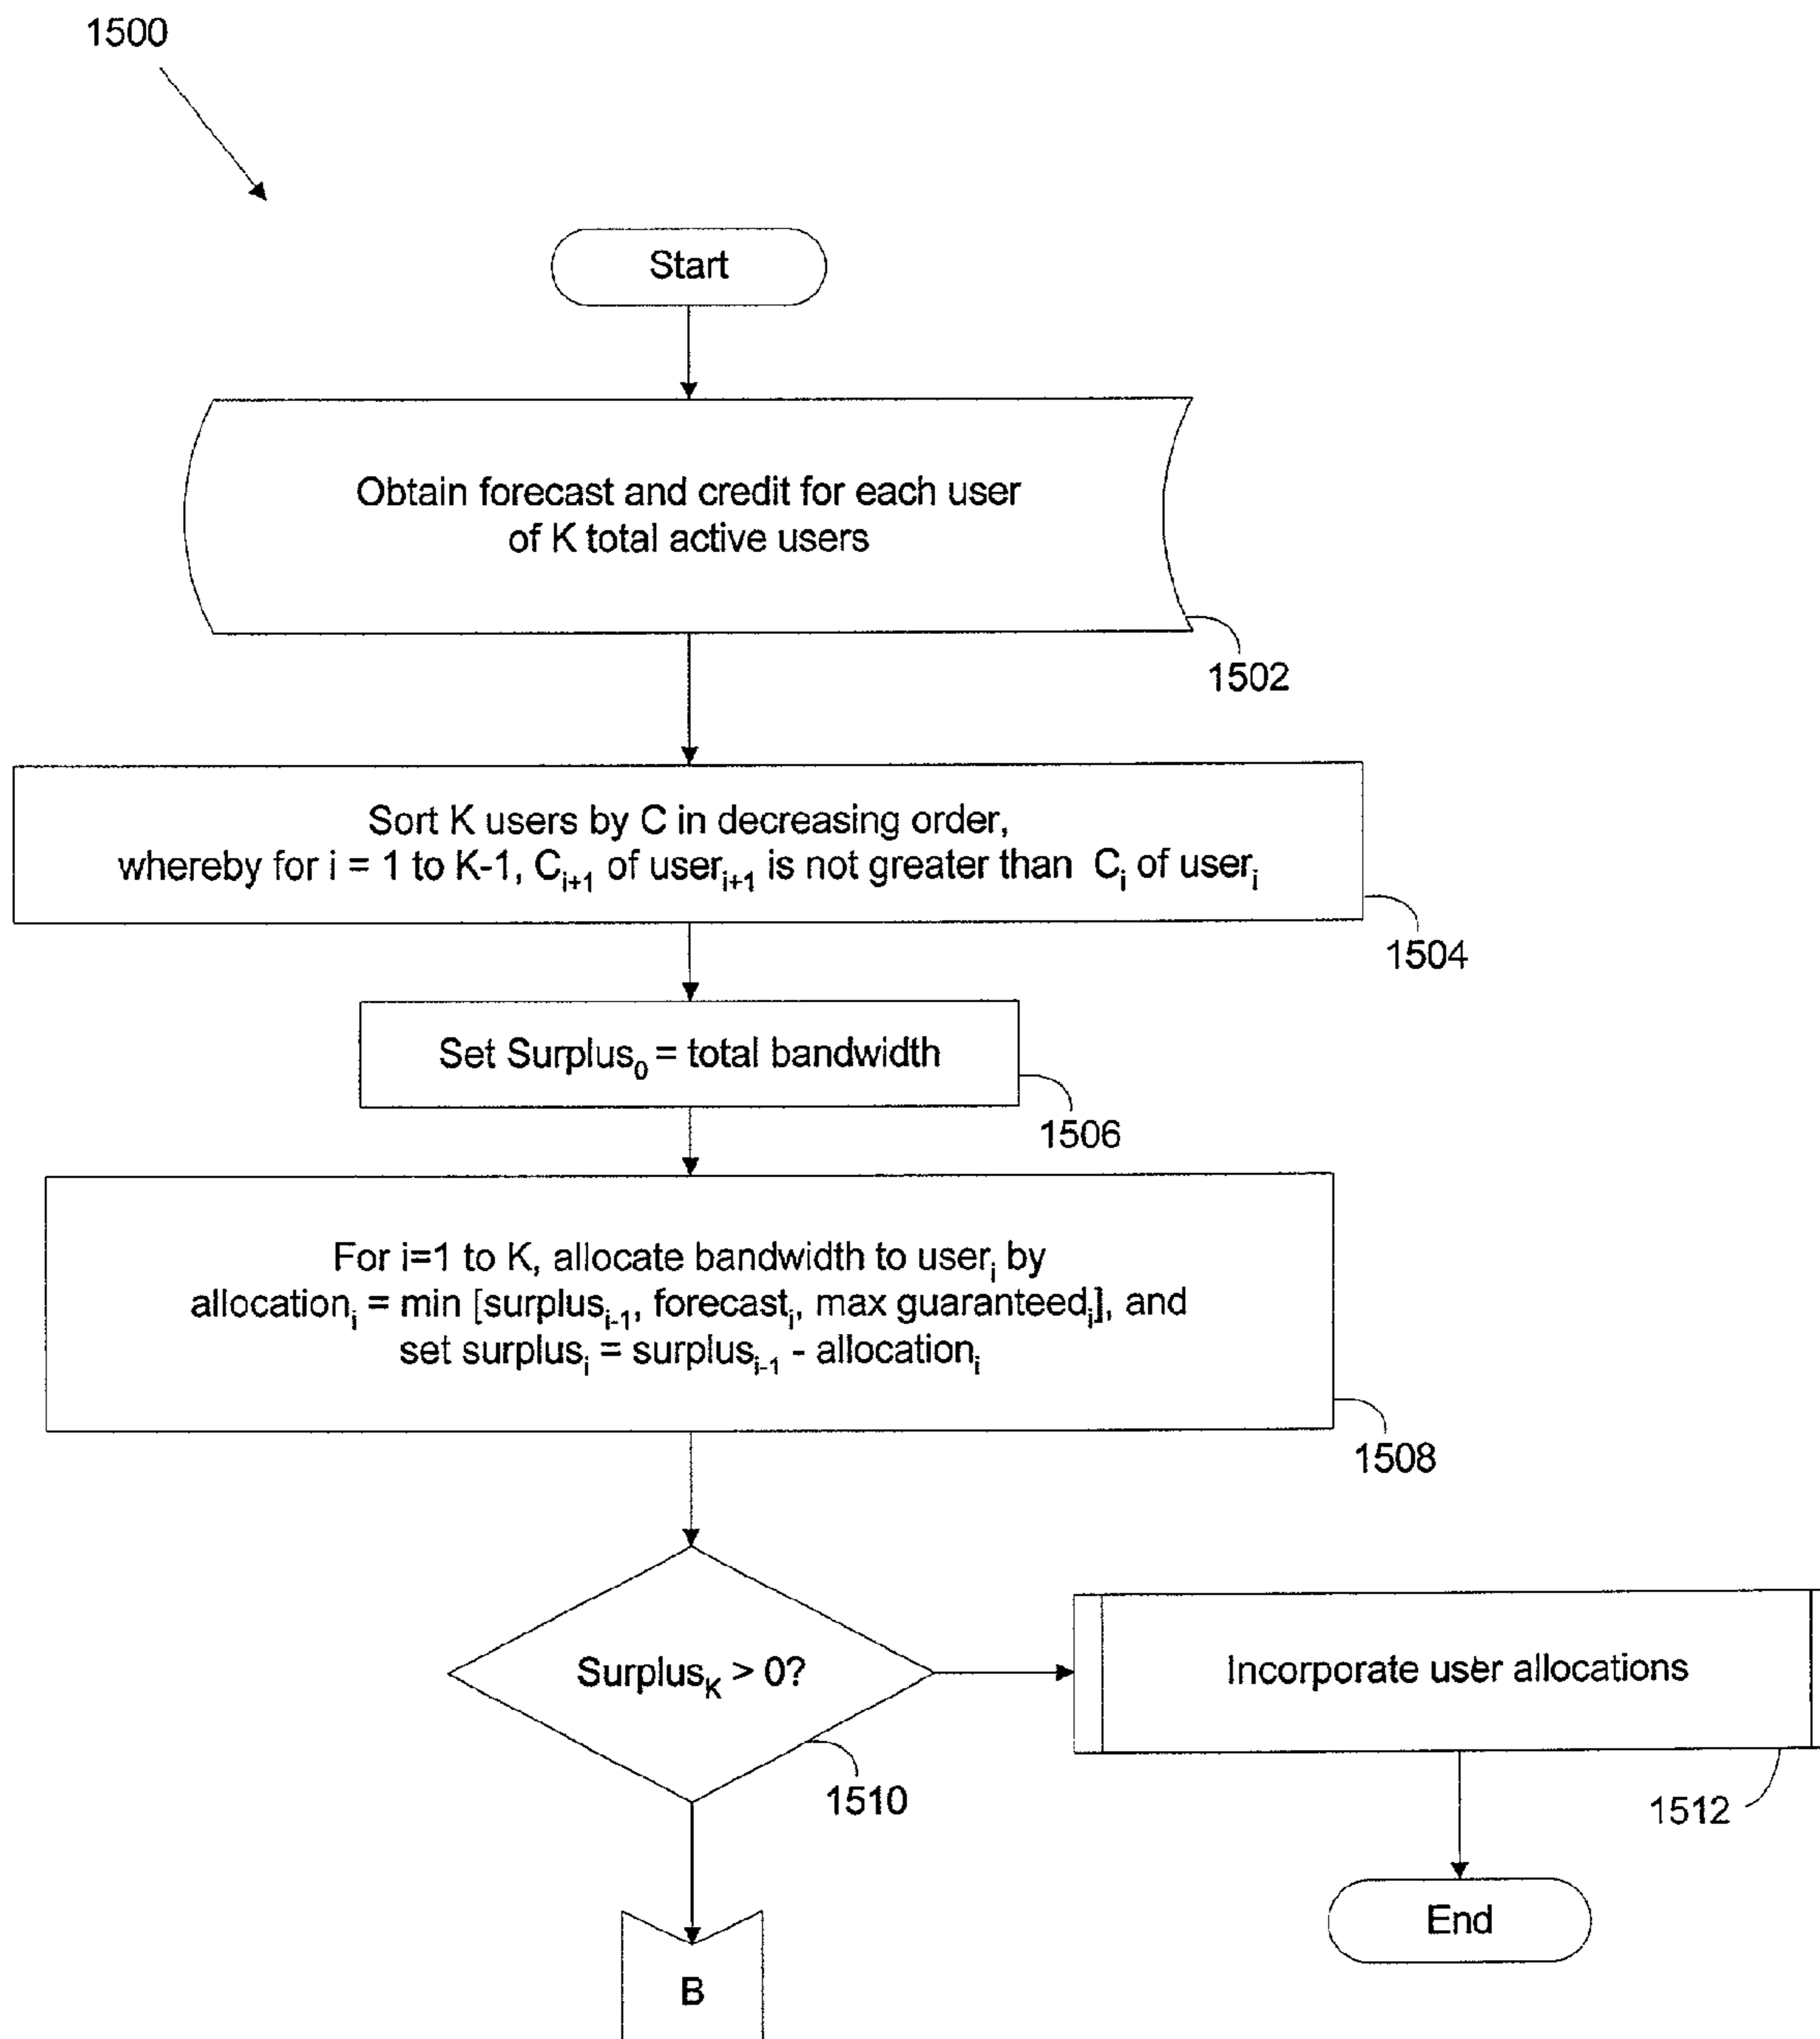 1500
Start
Obtain forecast and credit for each user
of K total active users
1502
Sort K users by C in decreasing order,
whereby for i = 1 to K-1, Cᵢ₊₁ of userᵢ₊₁ is not greater than Cᵢ of userᵢ
1504
Set Surplus₀ = total bandwidth
1506
For i=1 to K, allocate bandwidth to userᵢ by
allocationᵢ = min [surplusᵢ₋₁, forecastᵢ, max guaranteedᵢ], and
set surplusᵢ = surplusᵢ₋₁ - allocationᵢ
1508
Surplus_K > 0?
1510
Incorporate user allocations
1512
End
B